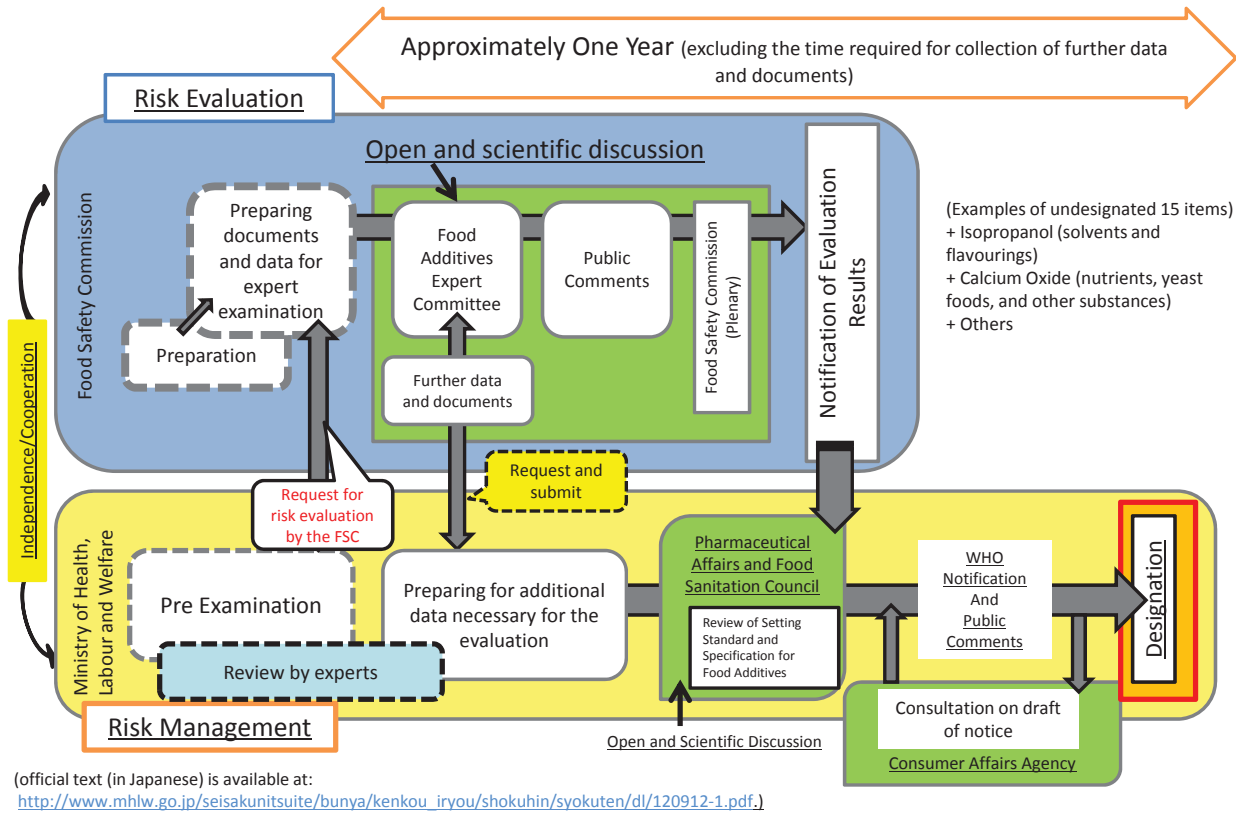 Approximately One Year (excluding the time required for collection of further data
and documents)
Risk Evaluation
Food Safety Commission
Open and scientific discussion
Preparing
documents
and data for
expert
examination
Preparation
Food
Additives
Expert
Committee
Public
Comments
Food Safety Commission
(Plenary)
Notification of Evaluation
Results
Further data
and documents
(Examples of undesignated 15 items)
+ Isopropanol (solvents and
flavourings)
+ Calcium Oxide (nutrients, yeast
foods, and other substances)
+ Others
Independence/Cooperation
Request for
risk evaluation
by the FSC
Request and
submit
Ministry of Health,
Labour and Welfare
Pre Examination
Review by experts
Preparing for additional
data necessary for the
evaluation
Pharmaceutical
Affairs and Food
Sanitation Council
Review of Setting
Standard and
Specification for
Food Additives
WHO
Notification
And
Public
Comments
Designation
Risk Management
Open and Scientific Discussion
Consultation on draft
of notice
Consumer Affairs Agency
(official text (in Japanese) is available at:
http://www.mhlw.go.jp/seisakunitsuite/bunya/kenkou_iryou/shokuhin/syokuten/dl/120912-1.pdf.)